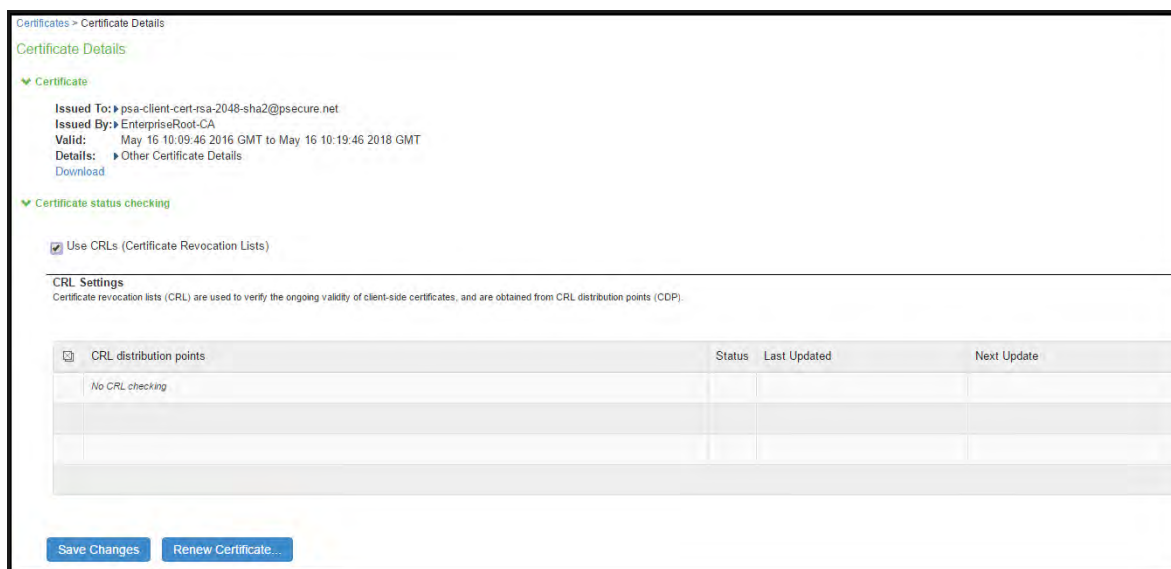 Certificates > Certificate Details
Certificate Details
Certificate
Issued To: psa-client-cert-rsa-2048-sha2@psecure.net
Issued By: EnterpriseRoot-CA
Valid: May 16 10:09:46 2016 GMT to May 16 10:19:46 2018 GMT
Details: Other Certificate Details
Download
Certificate status checking
Use CRLs (Certificate Revocation Lists)
CRL Settings
Certificate revocation lists (CRL) are used to verify the ongoing validity of client-side certificates, and are obtained from CRL distribution points (CDP).
CRL distribution points Status Last Updated Next Update
No CRL checking
Save Changes Renew Certificate...